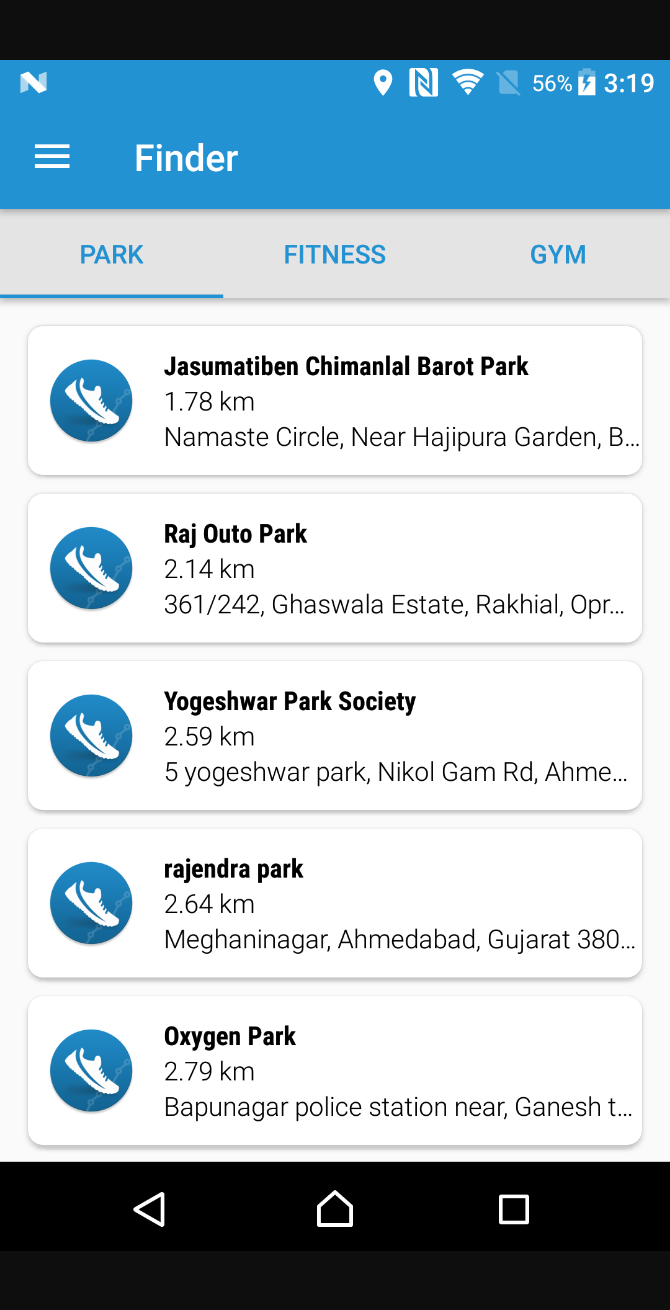 56% 3:19
Finder
PARK FITNESS GYM
Jasumatiben Chimanlal Barot Park
1.78 km
Namaste Circle, Near Hajipura Garden, B...
Raj Outo Park
2.14 km
361/242, Ghaswala Estate, Rakhial, Opr...
Yogeshwar Park Society
2.59 km
5 yogeshwar park, Nikol Gam Rd, Ahme...
rajendra park
2.64 km
Meghaninagar, Ahmedabad, Gujarat 380...
Oxygen Park
2.79 km
Bapunagar police station near, Ganesh t...